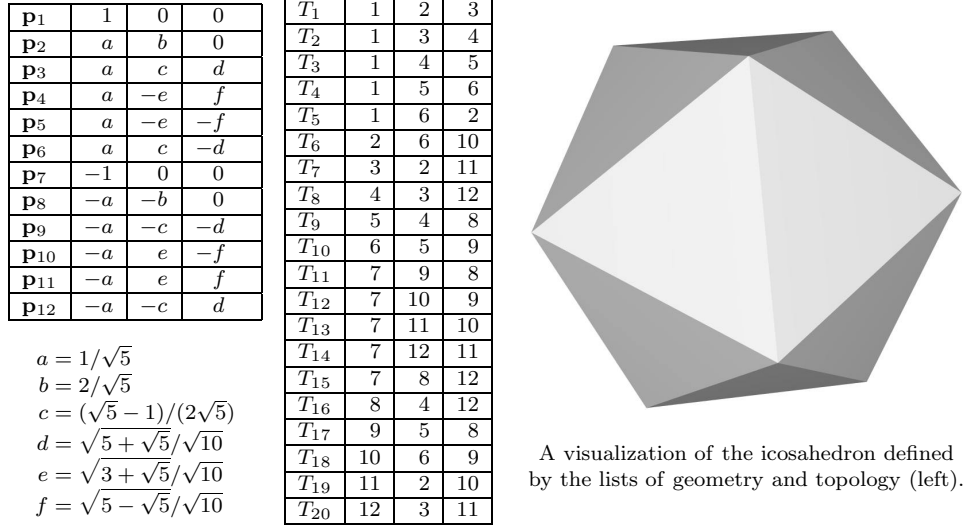 p₁ 1 0 0
p₂ a b 0
p₃ a c d
p₄ a −e f
p₅ a −e −f
p₆ a c −d
p₇ −1 0 0
p₈ −a −b 0
p₉ −a −c −d
p₁₀ −a e −f
p₁₁ −a e f
p₁₂ −a −c d
a = 1/√5
b = 2/√5
c = (√5 − 1)/(2√5)
d = √(5 + √5)/√10
e = √(3 + √5)/√10
f = √(5 − √5)/√10
T₁ 1 2 3
T₂ 1 3 4
T₃ 1 4 5
T₄ 1 5 6
T₅ 1 6 2
T₆ 2 6 10
T₇ 3 2 11
T₈ 4 3 12
T₉ 5 4 8
T₁₀ 6 5 9
T₁₁ 7 9 8
T₁₂ 7 10 9
T₁₃ 7 11 10
T₁₄ 7 12 11
T₁₅ 7 8 12
T₁₆ 8 4 12
T₁₇ 9 5 8
T₁₈ 10 6 9
T₁₉ 11 2 10
T₂₀ 12 3 11
A visualization of the icosahedron defined
by the lists of geometry and topology (left).